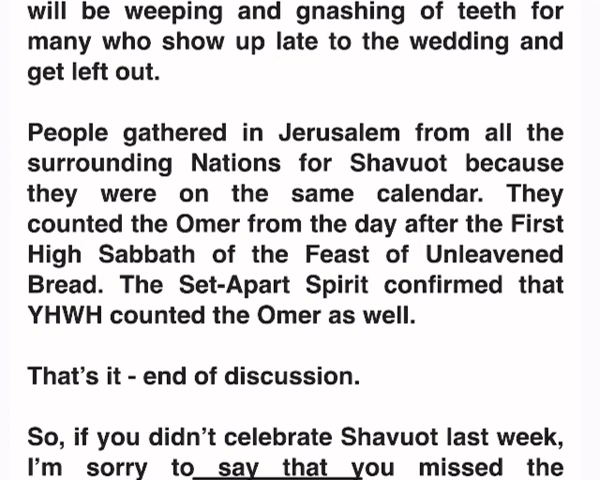 will be weeping and gnashing of teeth for
many who show up late to the wedding and
get left out.
People gathered in Jerusalem from all the
surrounding Nations for Shavuot because
they were on the same calendar. They
counted the Omer from the day after the First
High Sabbath of the Feast of Unleavened
Bread. The Set-Apart Spirit confirmed that
YHWH counted the Omer as well.
That’s it - end of discussion.
So, if you didn’t celebrate Shavuot last week,
I’m sorry to say that you missed the